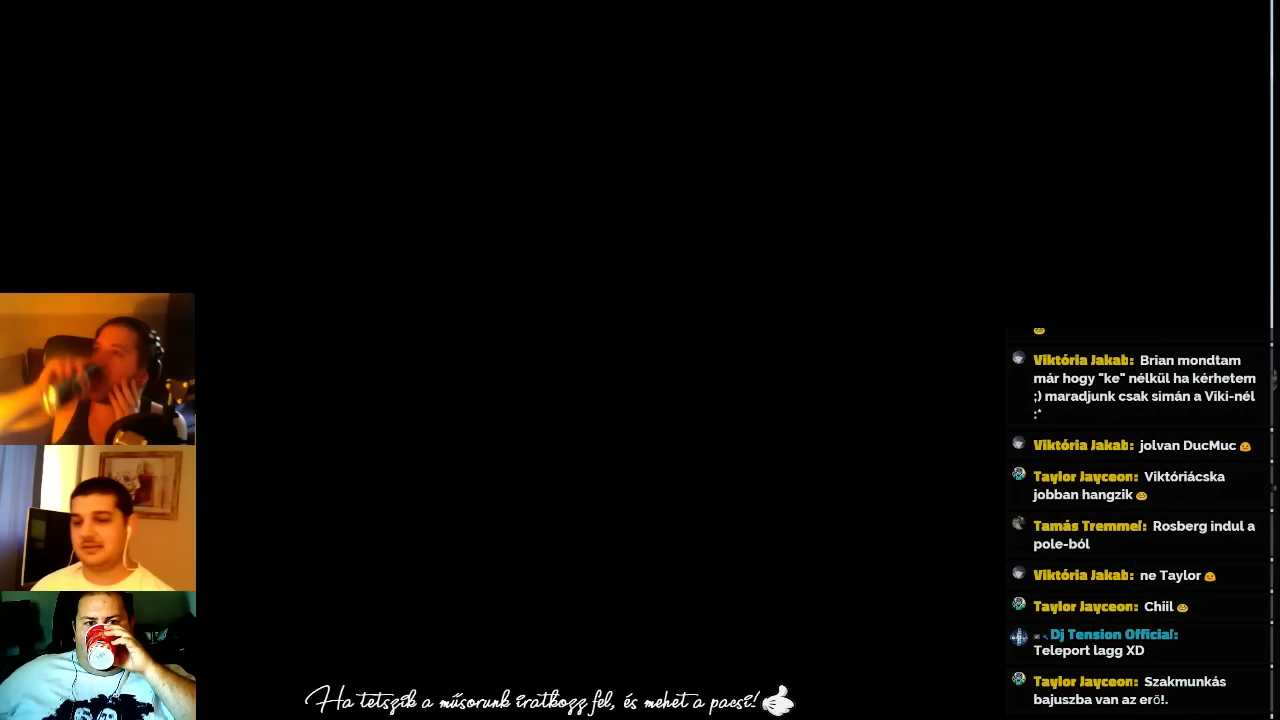 Viktória Jakab: Brian mondtam
már hogy "ke" nélkül ha kérhetem
;) maradjunk csak simán a Viki-nél
:*
Viktória Jakab: jolvan DucMuc
Taylor Jayceon: Viktóriácska
jobban hangzik
Tamás Tremmel: Rosberg indul a
pole-ból
Viktória Jakab: ne Taylor
Taylor Jayceon: Chiil
Dj Tension Official:
Teleport lagg XD
Taylor Jayceon: Szakmunkás
bajuszba van az erő!.
Ha tetszik a műsorunk iratkozz fel, és mehet a pacsi!